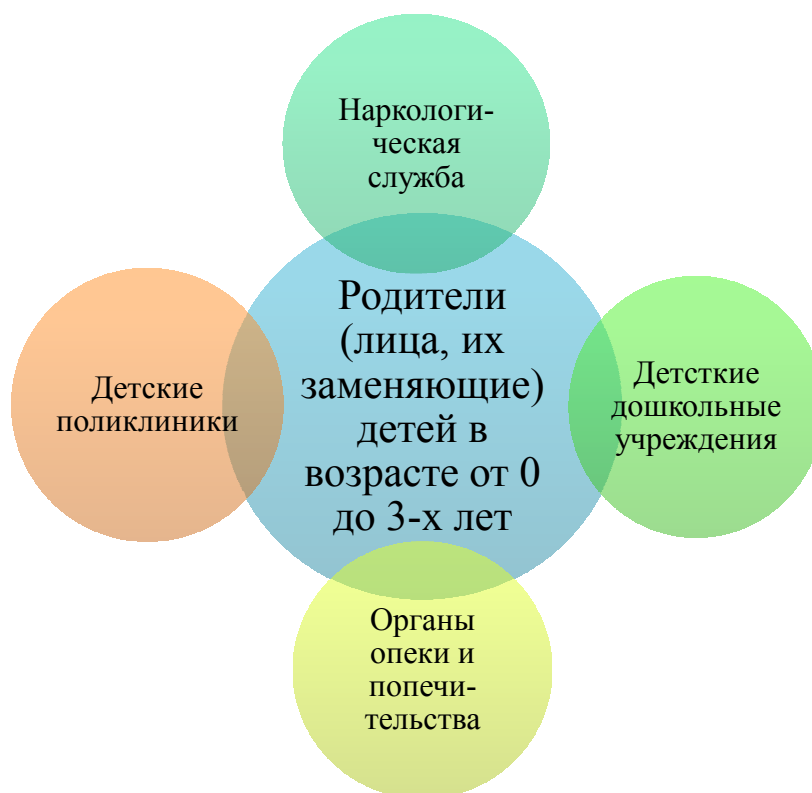 Наркологи-
ческая
служба
Родители
(лица, их
заменяющие)
детей в
возрасте от 0
до 3-х лет
Детские
поликлиники
Детсткие
дошкольные
учреждения
Органы
опеки и
попечи-
тельства